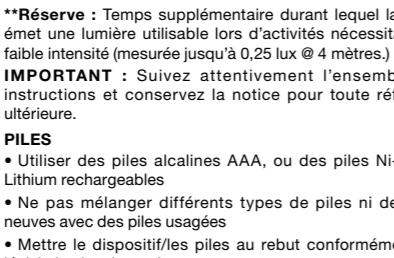 **Réserve : Temps supplémentaire durant lequel la
émet une lumière utilisable lors d'activités nécessit
faible intensité (mesurée jusqu'à 0,25 lux @ 4 mètres.)
IMPORTANT : Suivez attentivement l'ensemb
instructions et conservez la notice pour toute réf
ultérieure.
PILES
• Utiliser des piles alcalines AAA, ou des piles Ni-
Lithium rechargeables
• Ne pas mélanger différents types de piles ni de
neuves avec des piles usagées
• Mettre le dispositif/les piles au rebut conformém